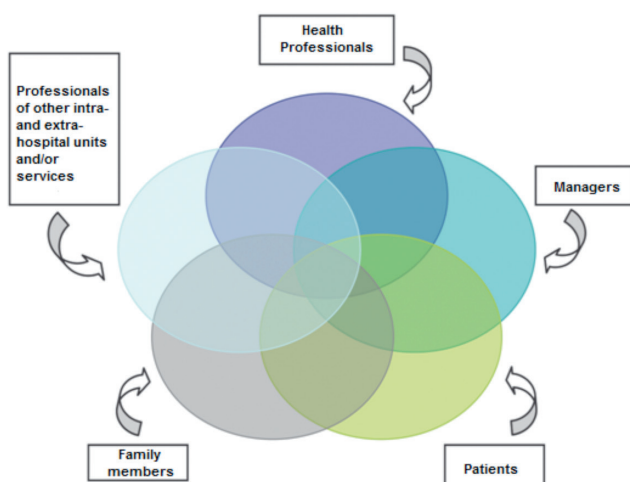 Health
Professionals
Professionals
of other intra-
and extra-
hospital units
and/or
services
Managers
Family
members
Patients